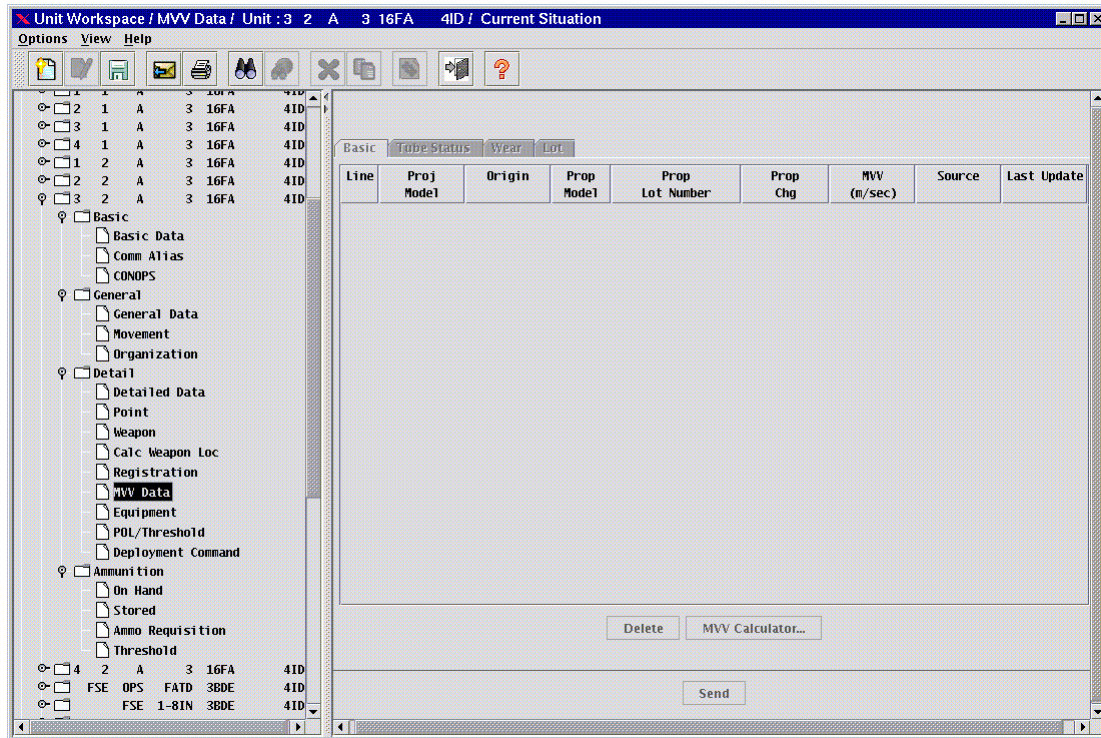 Unit Workspace / MVV Data / Unit : 3 2 A 3 16FA 4ID / Current Situation
Options View Help
2 1 A 3 16FA 4ID
3 1 A 3 16FA 4ID
4 1 A 3 16FA 4ID
1 2 A 3 16FA 4ID
2 2 A 3 16FA 4ID
3 2 A 3 16FA 4ID
Basic
Basic Data
Comm Alias
CONOPS
General
General Data
Movement
Organization
Detail
Detailed Data
Point
Weapon
Calc Weapon Loc
Registration
MVV Data
Equipment
POL/Threshold
Deployment Command
Ammunition
On Hand
Stored
Ammo Requisition
Threshold
4 2 A 3 16FA 4ID
FSE OPS FATD 3BDE 4ID
FSE 1-8IN 3BDE 4ID
Basic Tube Status Wear Lot
Line Proj Model Origin Prop Model Prop Lot Number Prop Chg MVV (m/sec) Source Last Update
Delete MVV Calculator...
Send